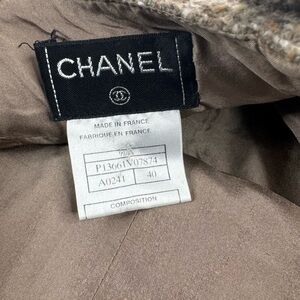 CHANEL
MADE IN FRANCE
FABRIQUE EN FRANCE
P13661V07874
A0241 40
COMPOSITION